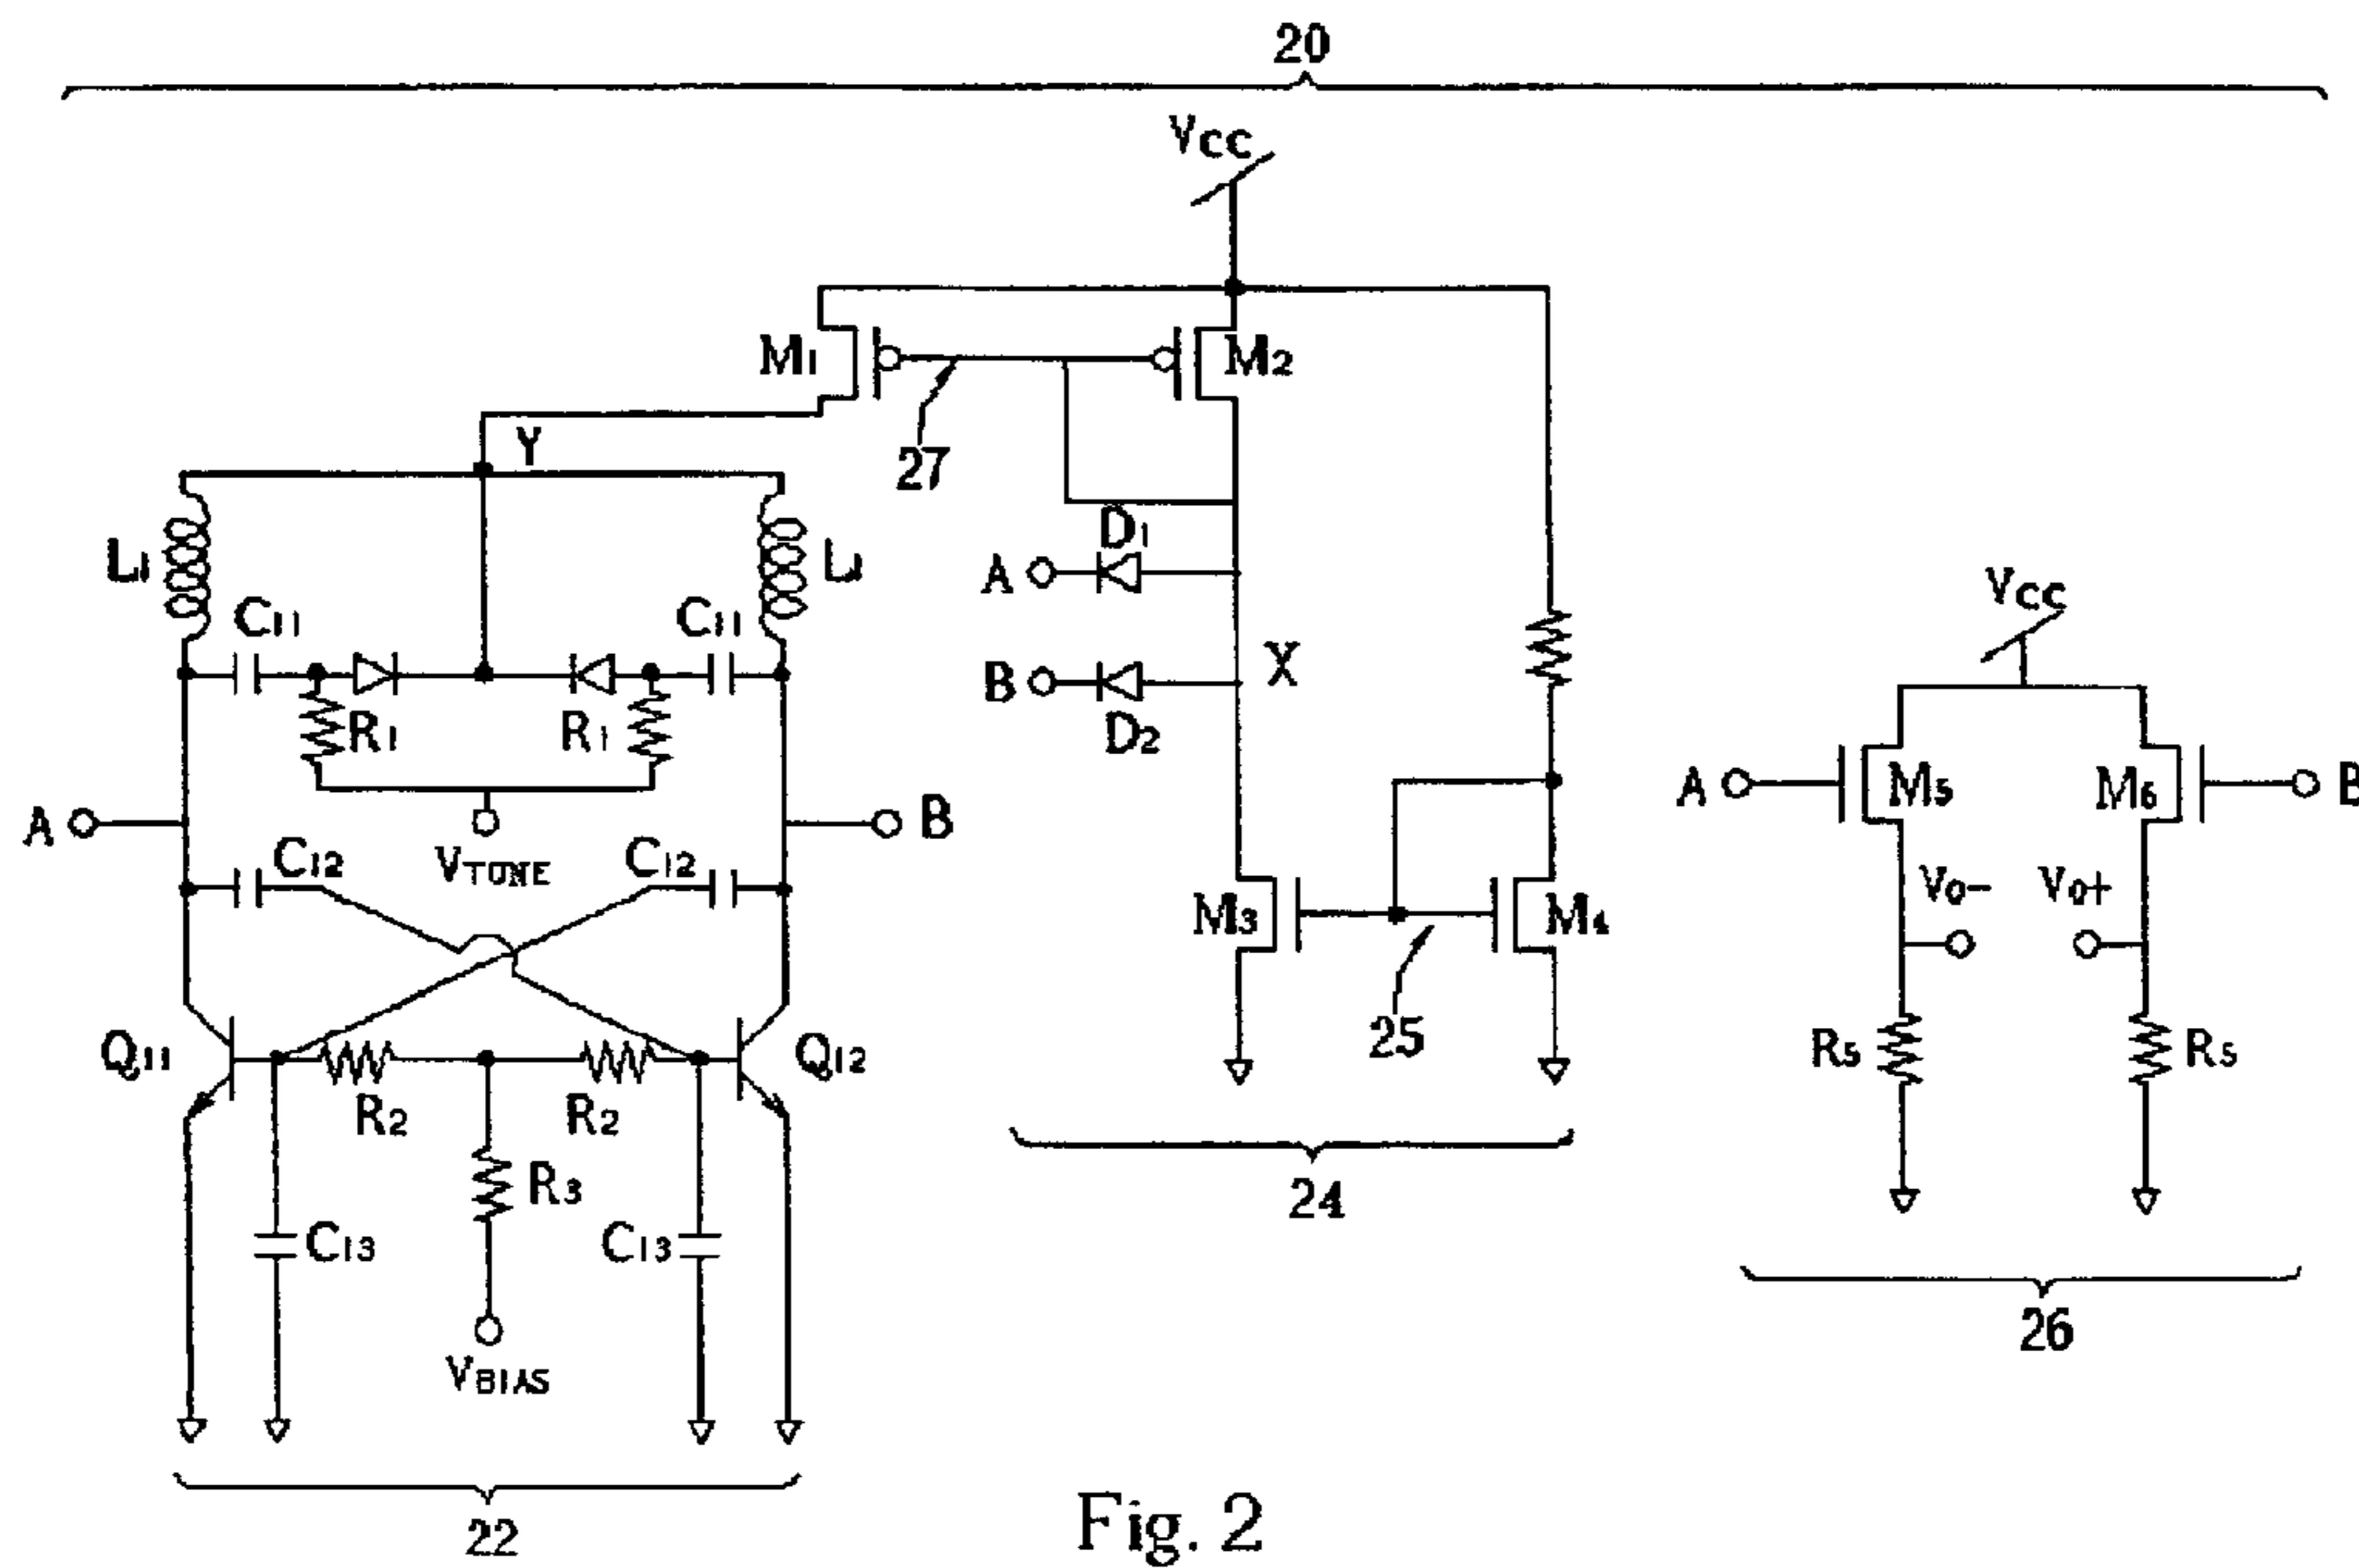 20
Vcc
M1
M2
27
Y
L1
L1
C11
C11
R1
R1
VTONE
A
B
D1
A
X
B
D2
C12
C12
M3
M4
25
Vcc
A
M5
M6
B
Vo-
Vo+
R5
R5
Q11
Q12
R2
R2
R3
C13
C13
VBIAS
24
26
22
Fig. 2